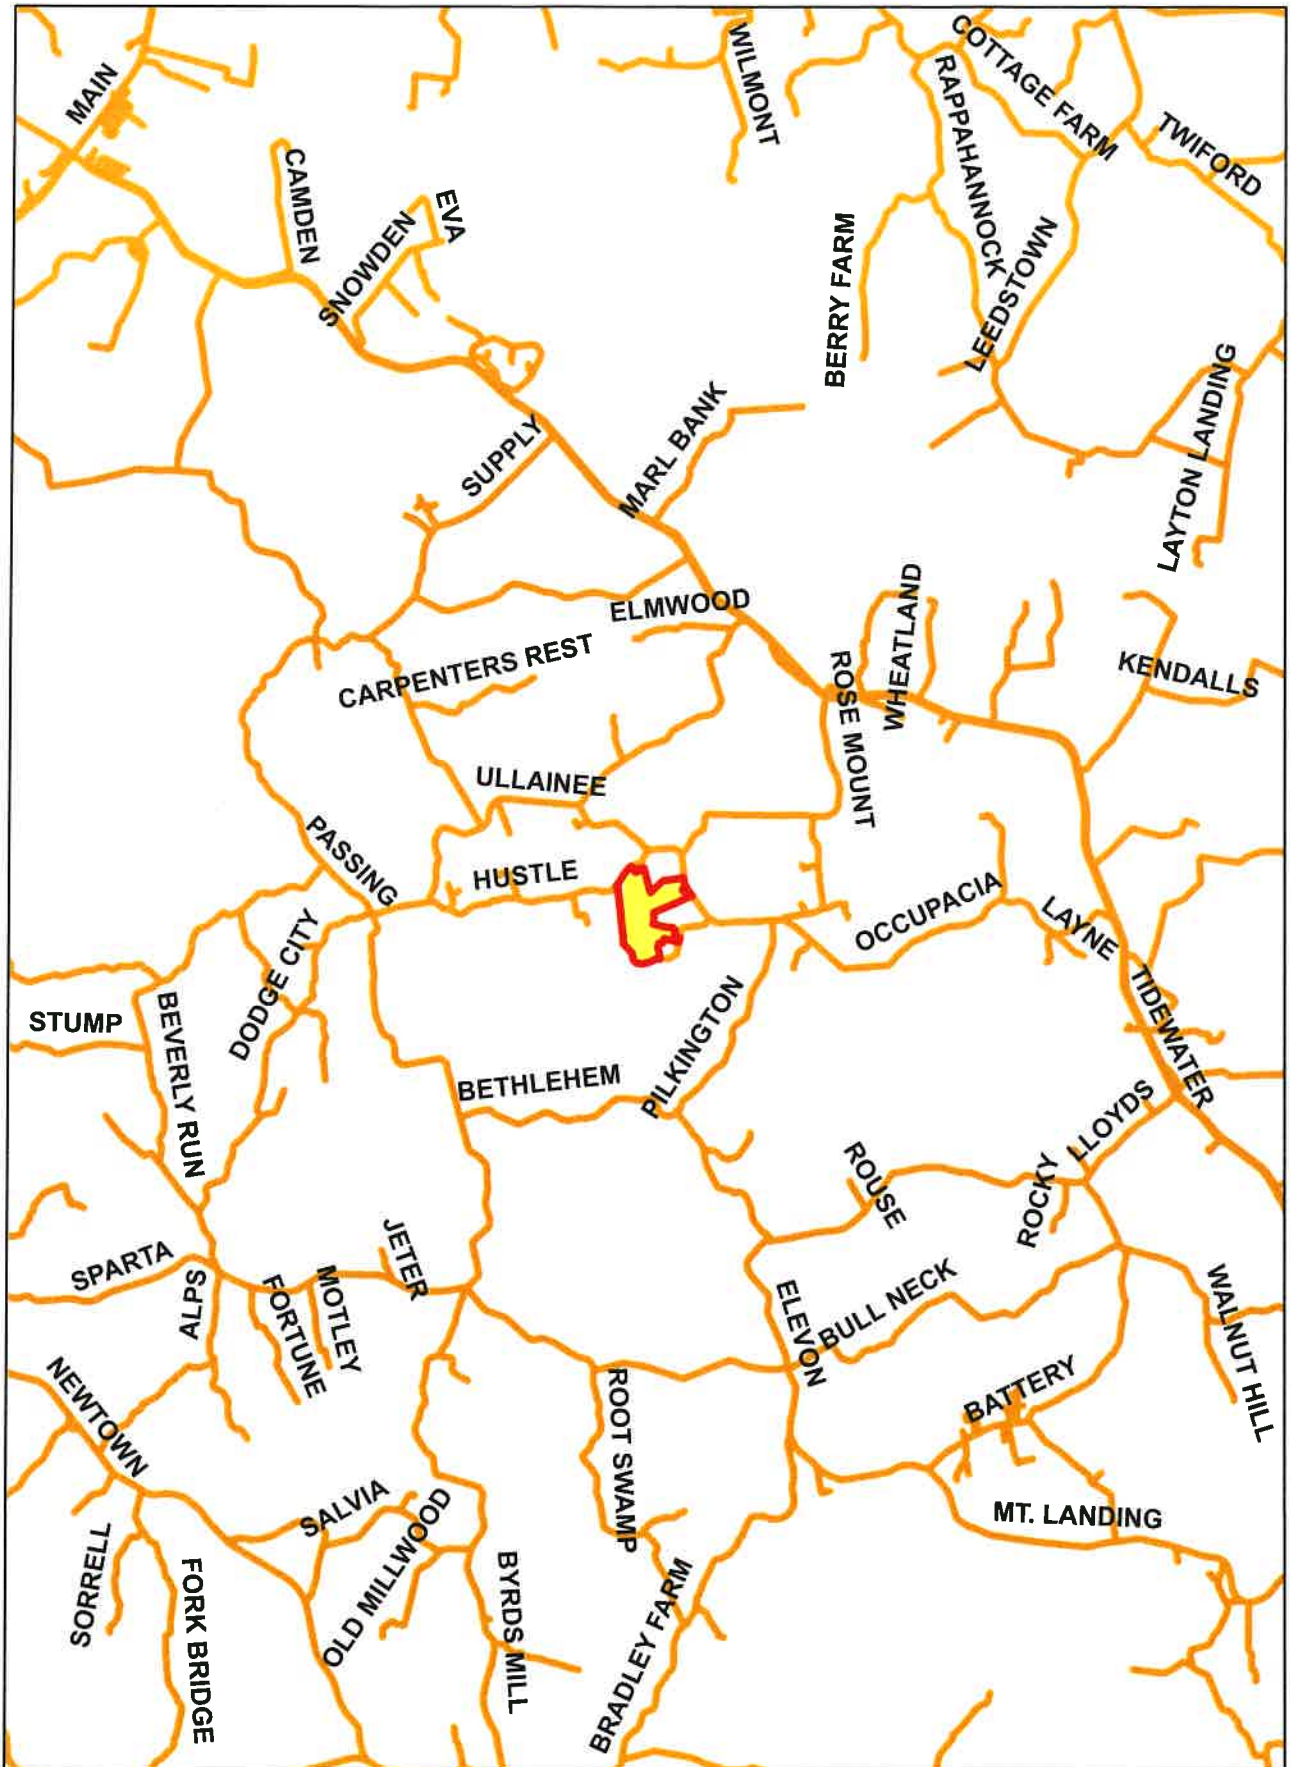 MAIN
WILMONT
COTTAGE FARM
RAPPAHANNOCK
TWIFORD
CAMDEN
SNOWDEN
EVA
BERRY FARM
LEEDSTOWN
LAYTON LANDING
SUPPLY
MARL BANK
ELMWOOD
CARPENTERS REST
ROSE MOUNT
WHEATLAND
KENDALLS
ULLAINEE
PASSING
HUSTLE
OCCUPACIA
LAYNE
DODGE CITY
STUMP
BEVERLY RUN
TIDEWATER
PILKINGTON
BETHLEHEM
LLOYDS
ROUSE
ROCKY
SPARTA
ALPS
FORTUNE
MOTLEY
JETER
ELEVON
BULL NECK
WALNUT HILL
NEWTOWN
ROOT SWAMP
BATTERY
SALVIA
OLD MILLWOOD
MT. LANDING
SORRELL
FORK BRIDGE
BYRDS MILL
BRADLEY FARM